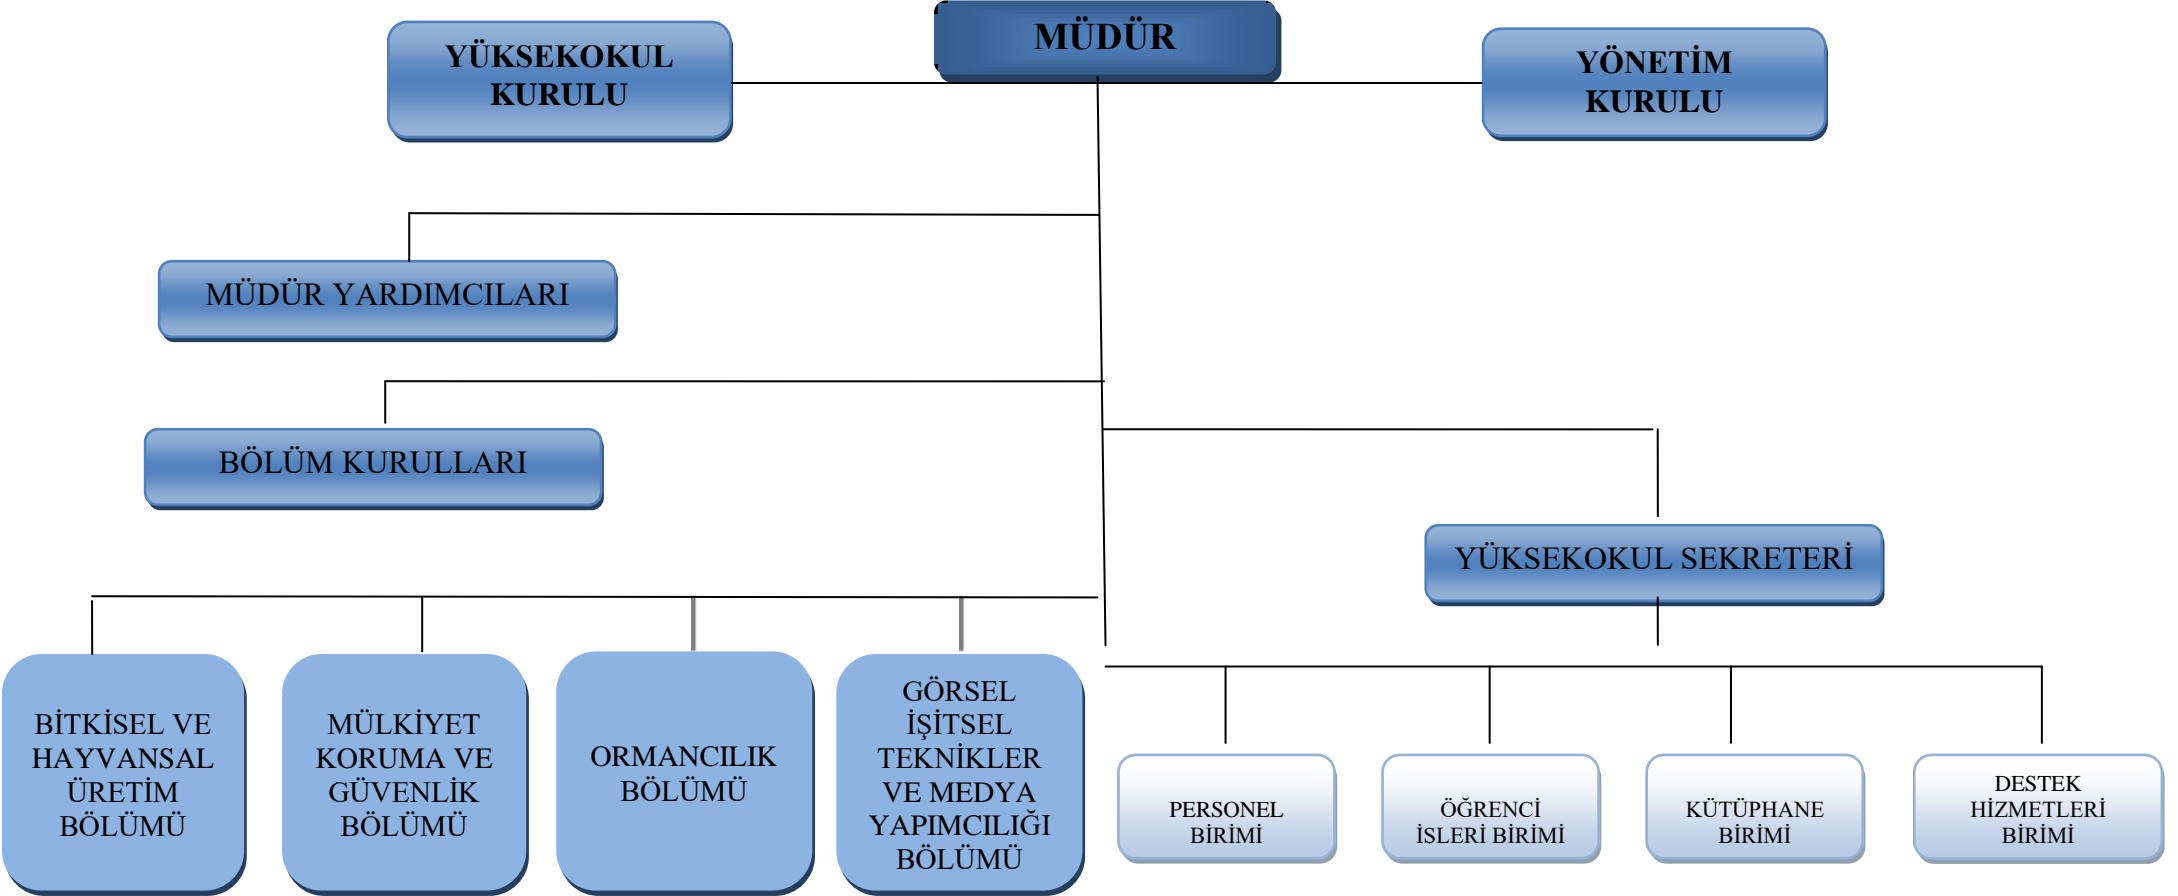 MÜDÜR
YÜKSEKOKUL
KURULU
YÖNETİM
KURULU
MÜDÜR YARDIMCILARI
BÖLÜM KURULLARI
YÜKSEKOKUL SEKRETERİ
BİTKİSEL VE
HAYVANSAL
ÜRETİM
BÖLÜMÜ
MÜLKİYET
KORUMA VE
GÜVENLİK
BÖLÜMÜ
ORMANCILIK
BÖLÜMÜ
GÖRSEL
İŞİTSEL
TEKNİKLER
VE MEDYA
YAPIMCILIĞI
BÖLÜMÜ
PERSONEL
BİRİMİ
ÖĞRENCİ
İSLERİ BİRİMİ
KÜTÜPHANE
BİRİMİ
DESTEK
HİZMETLERİ
BİRİMİ